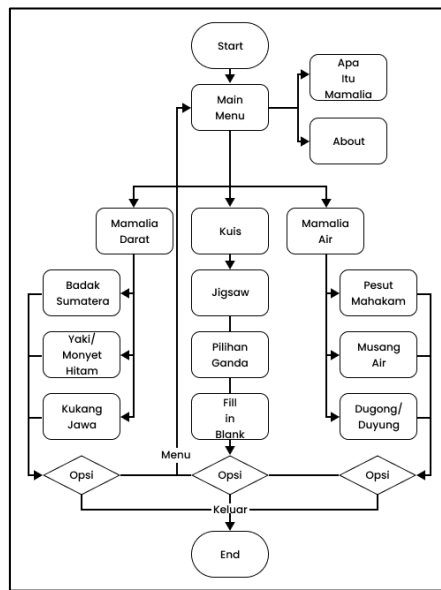 Start
Apa
Itu
Mamalia
Main
Menu
About
Mamalia
Darat
Kuis
Mamalia
Air
Badak
Sumatera
Jigsaw
Pesut
Mahakam
Yaki/
Monyet
Hitam
Pilihan
Ganda
Musang
Air
Kukang
Jawa
Fill
in
Blank
Dugong/
Duyung
Menu
Opsi
Opsi
Opsi
Keluar
End